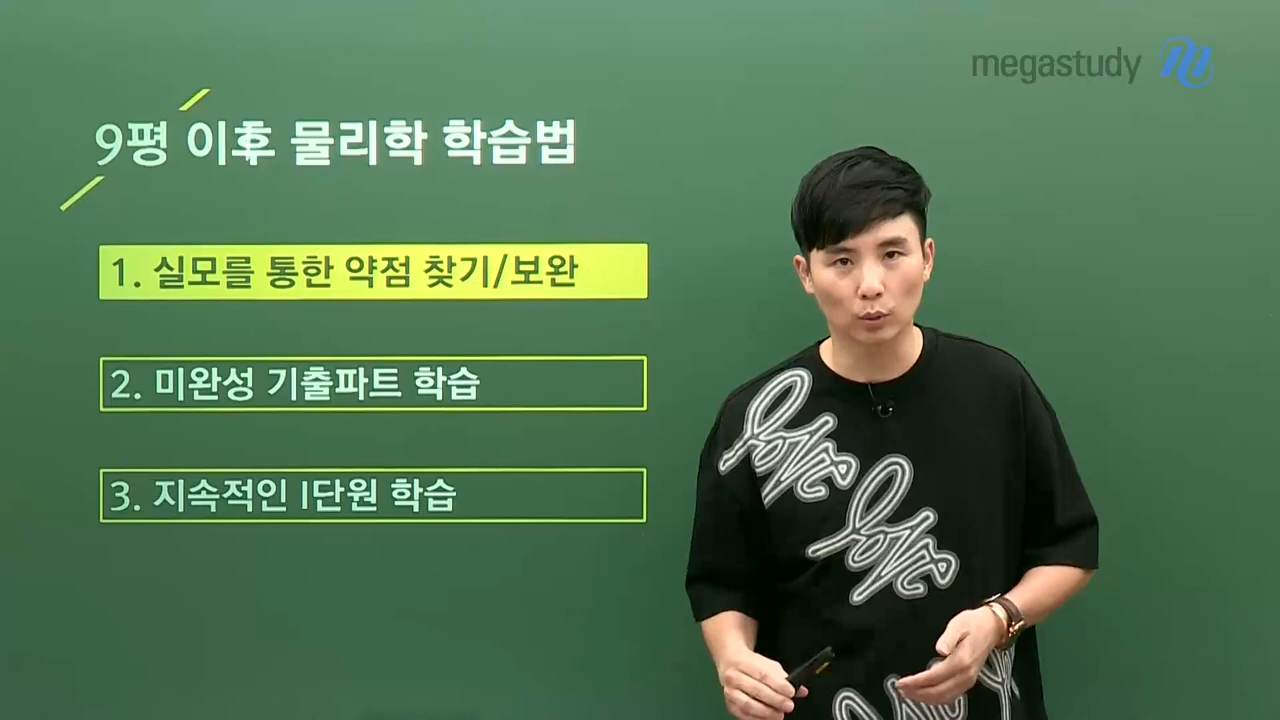 megastudy
9평 이후 물리학 학습법
1. 실모를 통한 약점 찾기/보완
2. 미완성 기출파트 학습
3. 지속적인 I단원 학습
love
love